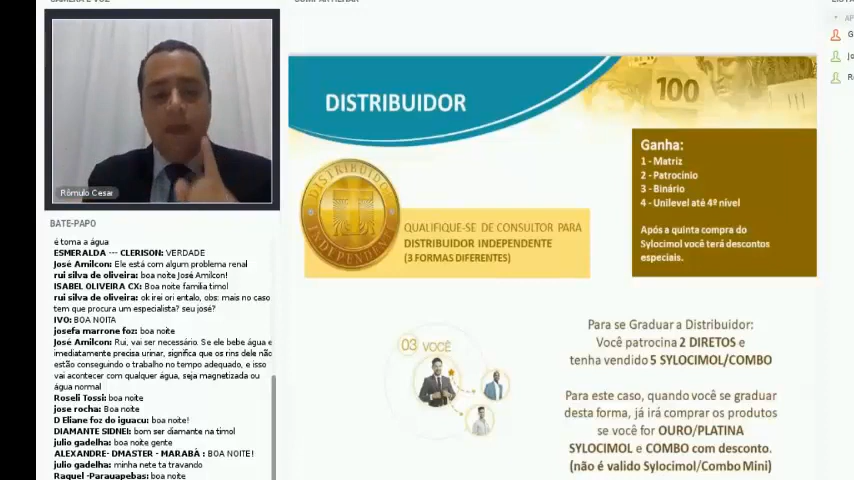 Rômulo Cesar
BATE-PAPO
é toma a água
ESMERALDA --- CLERISON: VERDADE
José Amilcon: Ele está com algum problema renal
rui silva de oliveira: boa noite José Amilcon!
ISABEL OLIVEIRA CX: Boa noite familia timol
rui silva de oliveira: ok irei ori entalo, obs: mais no caso
tem que procura um especialista? seu josé?
IVO: BOA NOITA
josefa marrone foz: boa noite
José Amilcon: Rui, vai ser necessário. Se ele bebe água e
imediatamente precisa urinar, significa que os rins dele não
estão conseguindo o trabalho no tempo adequado, e isso
vai acontecer com qualquer água, seja magnetizada ou
água normal
Roseli Tossi: boa noite
jose rocha: Boa noite
D Eliane foz do iguacu: boa noite!
DIAMANTE SIDNEI: bom ser diamante na timol
julio gadelha: boa noite gente
ALEXANDRE- DMASTER - MARABÀ : BOA NOITE!
julio gadelha: minha nete ta travando
Raquel -Parauapebas: boa noite
DISTRIBUIDOR
100
Ganha:
1 - Matriz
2 - Patrocínio
3 - Binário
4 - Unilevel até 4º nível
Após a quinta compra do
Sylocimol você terá descontos
especiais.
DISTRIBUIDOR
INDEPENDENTE
QUALIFIQUE-SE DE CONSULTOR PARA
DISTRIBUIDOR INDEPENDENTE
(3 FORMAS DIFERENTES)
03 VOCÊ
Para se Graduar a Distribuidor:
Você patrocina 2 DIRETOS e
tenha vendido 5 SYLOCIMOL/COMBO
Para este caso, quando você se graduar
desta forma, já irá comprar os produtos
se você for OURO/PLATINA
SYLOCIMOL e COMBO com desconto.
(não é valido Sylocimol/Combo Mini)